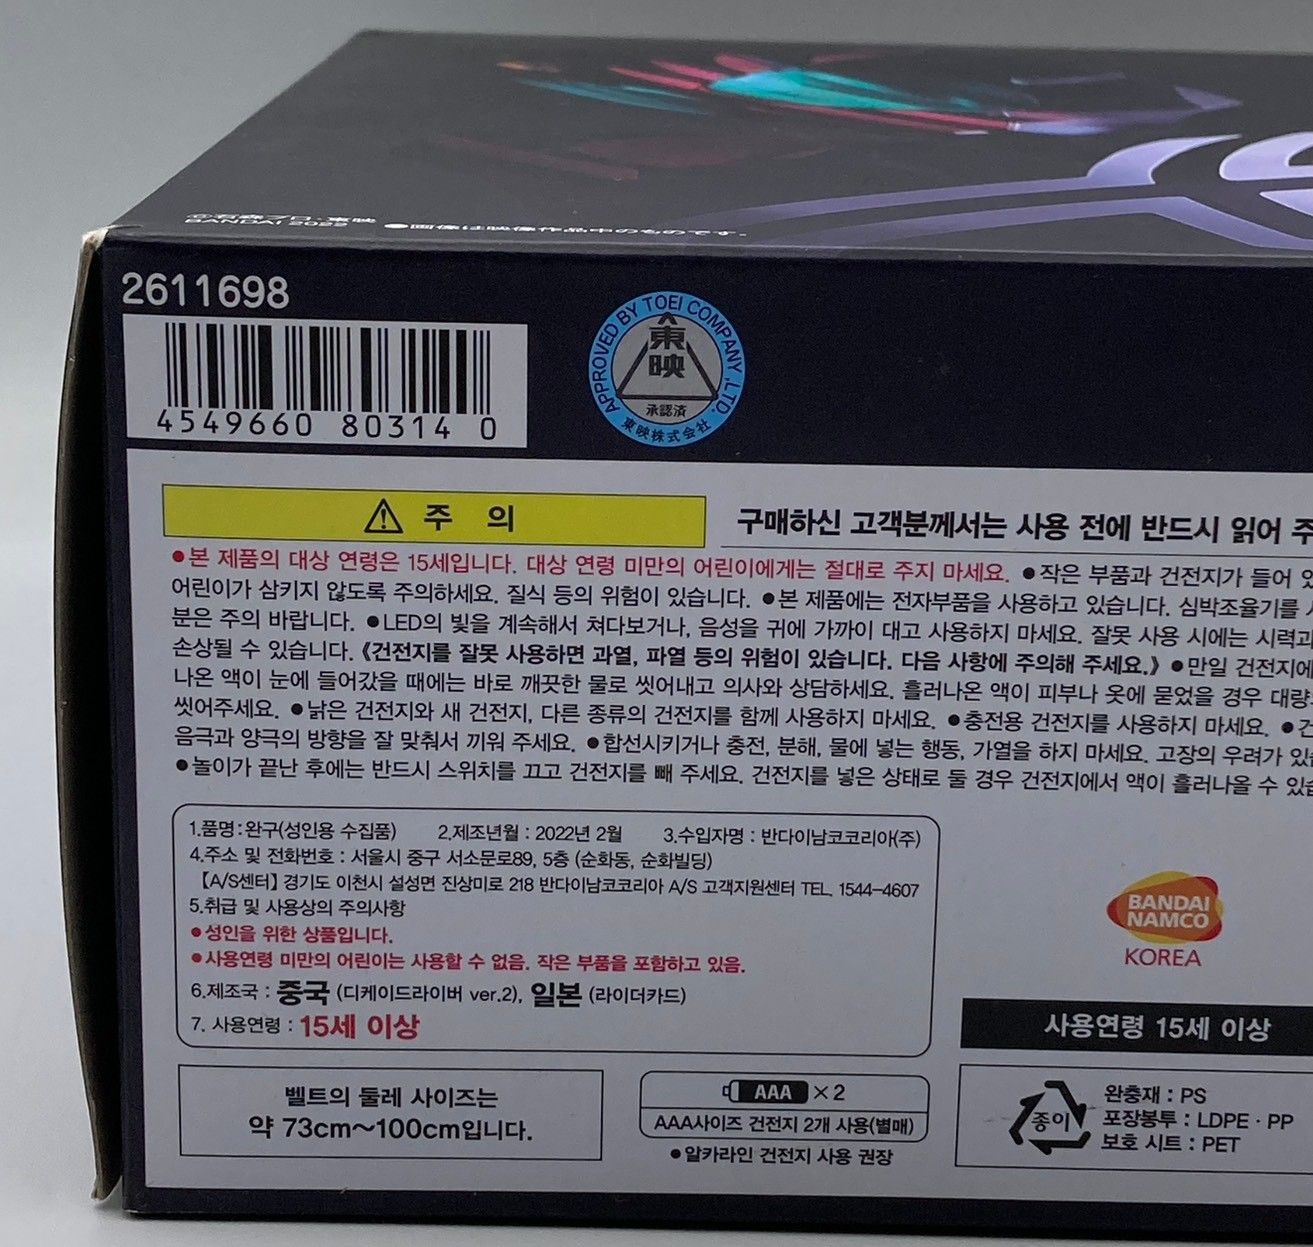 ©石森プロ・東映
BANDAI 2022
●画像は映像作品中のものです。
2611698
4549660 80314 0
APPROVED BY TOEI COMPANY, LTD.
東映
承認済
東映株式会社
⚠ 주 의
구매하신 고객분께서는 사용 전에 반드시 읽어
●본 제품의 대상 연령은 15세입니다. 대상 연령 미만의 어린이에게는 절대로 주지 마세요. ●작은 부품과 건전지가 들어
어린이가 삼키지 않도록 주의하세요. 질식 등의 위험이 있습니다. ●본 제품에는 전자부품을 사용하고 있습니다. 심박조율기를
분은 주의 바랍니다. ●LED의 빛을 계속해서 쳐다보거나, 음성을 귀에 가까이 대고 사용하지 마세요. 잘못 사용 시에는 시력과
손상될 수 있습니다. 《건전지를 잘못 사용하면 과열, 파열 등의 위험이 있습니다. 다음 사항에 주의해 주세요.》 ●만일 건전지에
나온 액이 눈에 들어갔을 때에는 바로 깨끗한 물로 씻어내고 의사와 상담하세요. 흘러나온 액이 피부나 옷에 묻었을 경우 대량
씻어주세요. ●낡은 건전지와 새 건전지, 다른 종류의 건전지를 함께 사용하지 마세요. ●충전용 건전지를 사용하지 마세요. ●
음극과 양극의 방향을 잘 맞춰서 끼워 주세요. ●합선시키거나 충전, 분해, 물에 넣는 행동, 가열을 하지 마세요. 고장의 우려가
●놀이가 끝난 후에는 반드시 스위치를 끄고 건전지를 빼 주세요. 건전지를 넣은 상태로 둘 경우 건전지에서 액이 흘러나올 수
1.품명:완구(성인용 수집품) 2.제조년월 : 2022년 2월 3.수입자명 : 반다이남코코리아(주)
4.주소 및 전화번호 : 서울시 중구 서소문로89, 5층 (순화동, 순화빌딩)
【A/S센터】 경기도 이천시 설성면 진상미로 218 반다이남코코리아 A/S 고객지원센터 TEL. 1544-4607
5.취급 및 사용상의 주의사항
●성인을 위한 상품입니다.
●사용연령 미만의 어린이는 사용할 수 없음. 작은 부품을 포함하고 있음.
6.제조국 : 중국 (디케이드라이버 ver.2), 일본 (라이더카드)
7. 사용연령 : 15세 이상
BANDAI
NAMCO
KOREA
사용연령 15세 이상
벨트의 둘레 사이즈는
약 73cm～100cm입니다.
AAA ×2
AAA사이즈 건전지 2개 사용(별매)
●알카라인 건전지 사용 권장
종이
완충재 : PS
포장봉투 : LDPE · PP
보호 시트 : PET